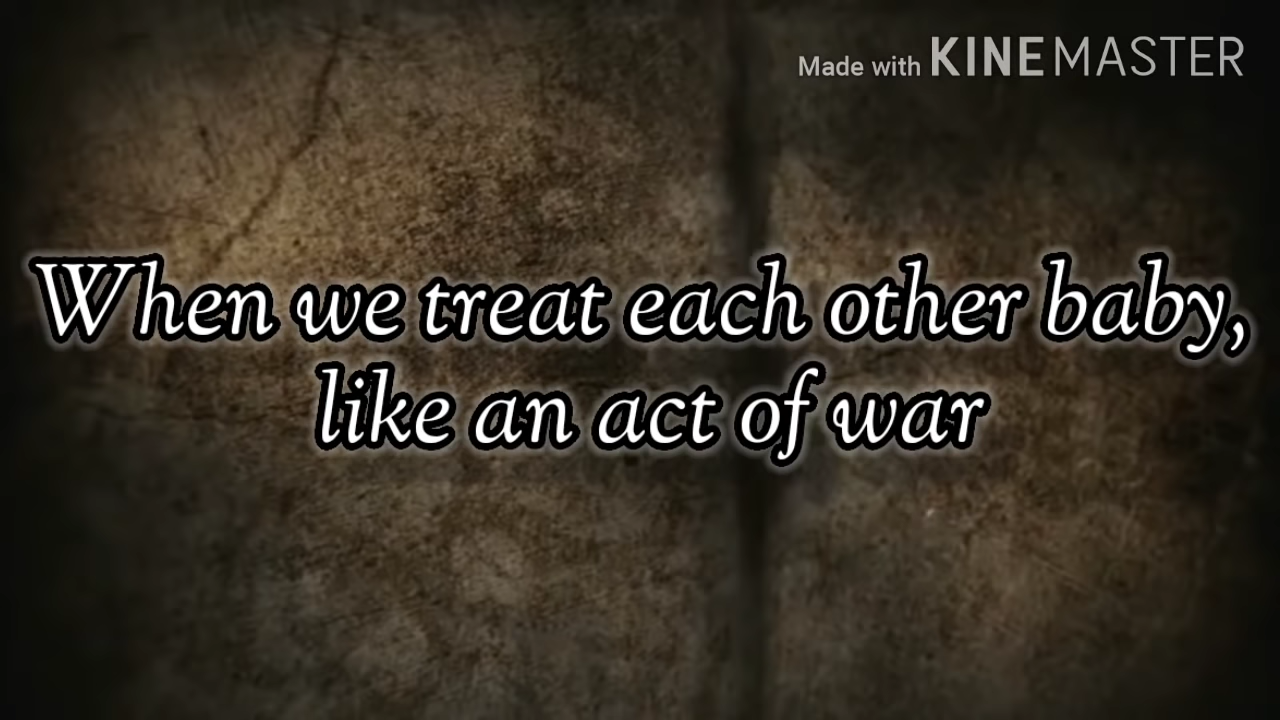 Made with KINEMASTER
When we treat each other baby,
like an act of war